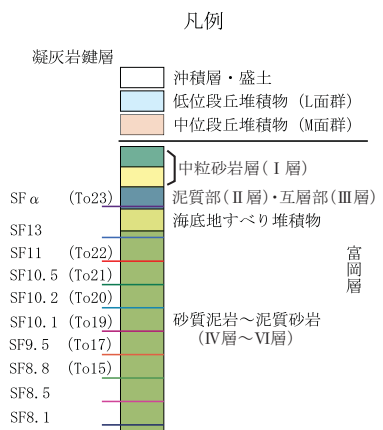 凡例
凝灰岩鍵層
沖積層・盛土
低位段丘堆積物（L面群）
中位段丘堆積物（M面群）
中粒砂岩層(Ⅰ層)
SFα (To23) 泥質部(Ⅱ層)・互層部(Ⅲ層)
海底地すべり堆積物
SF13
SF11 (To22)
富岡層
SF10.5 (To21)
SF10.2 (To20)
SF10.1 (To19) 砂質泥岩～泥質砂岩
SF9.5 (To17) (Ⅳ層～Ⅵ層)
SF8.8 (To15)
SF8.5
SF8.1